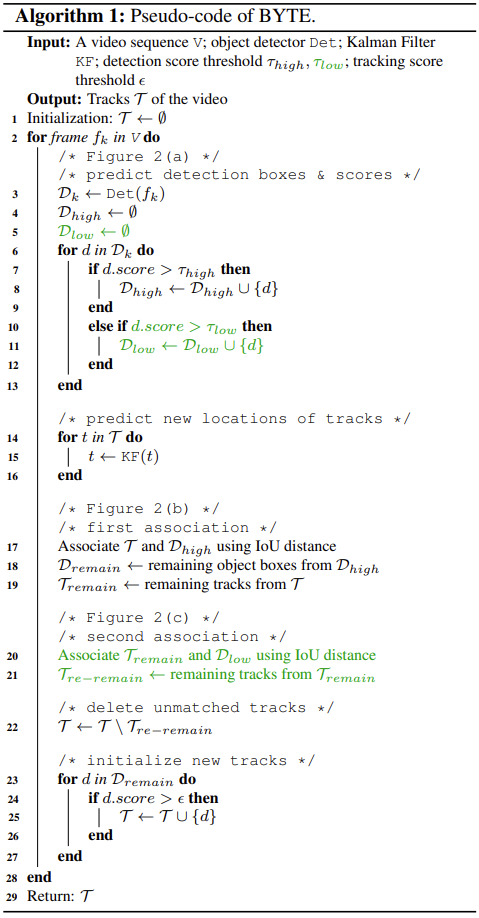 Algorithm 1: Pseudo-code of BYTE.
Input: A video sequence V; object detector Det; Kalman Filter
KF; detection score threshold τ_high, τ_low; tracking score
threshold ϵ
Output: Tracks 𝒯 of the video
1 Initialization: 𝒯 ← ∅
2 for frame f_k in V do
/* Figure 2(a) */
/* predict detection boxes & scores */
3 𝒟_k ← Det(f_k)
4 𝒟_high ← ∅
5 𝒟_low ← ∅
6 for d in 𝒟_k do
7 if d.score > τ_high then
8 𝒟_high ← 𝒟_high ∪ {d}
9 end
10 else if d.score > τ_low then
11 𝒟_low ← 𝒟_low ∪ {d}
12 end
13 end
/* predict new locations of tracks */
14 for t in 𝒯 do
15 t ← KF(t)
16 end
/* Figure 2(b) */
/* first association */
17 Associate 𝒯 and 𝒟_high using IoU distance
18 𝒟_remain ← remaining object boxes from 𝒟_high
19 𝒯_remain ← remaining tracks from 𝒯
/* Figure 2(c) */
/* second association */
20 Associate 𝒯_remain and 𝒟_low using IoU distance
21 𝒯_re−remain ← remaining tracks from 𝒯_remain
/* delete unmatched tracks */
22 𝒯 ← 𝒯 \ 𝒯_re−remain
/* initialize new tracks */
23 for d in 𝒟_remain do
24 if d.score > ϵ then
25 𝒯 ← 𝒯 ∪ {d}
26 end
27 end
28 end
29 Return: 𝒯